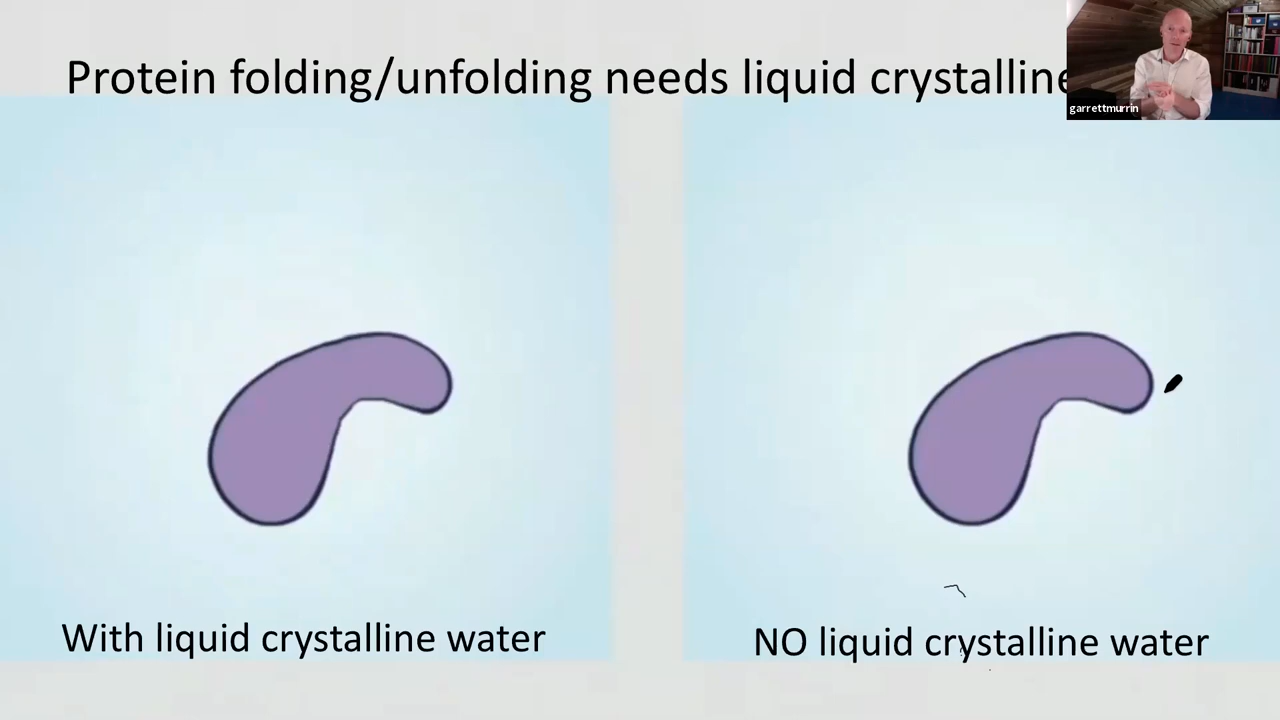 Protein folding/unfolding needs liquid crystalline
garrettmurrin
With liquid crystalline water
NO liquid crystalline water